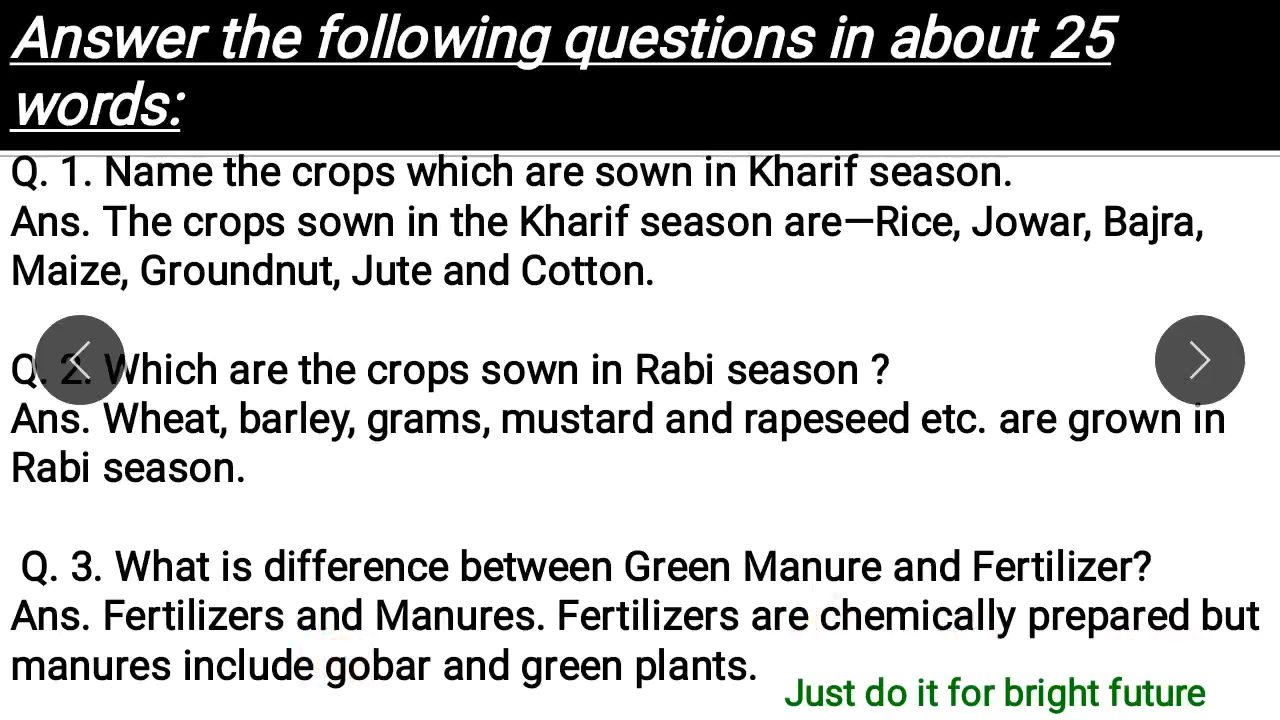 Answer the following questions in about 25
words:
Q. 1. Name the crops which are sown in Kharif season.
Ans. The crops sown in the Kharif season are—Rice, Jowar, Bajra,
Maize, Groundnut, Jute and Cotton.
Q. 2. Which are the crops sown in Rabi season ?
Ans. Wheat, barley, grams, mustard and rapeseed etc. are grown in
Rabi season.
Q. 3. What is difference between Green Manure and Fertilizer?
Ans. Fertilizers and Manures. Fertilizers are chemically prepared but
manures include gobar and green plants.
Just do it for bright future